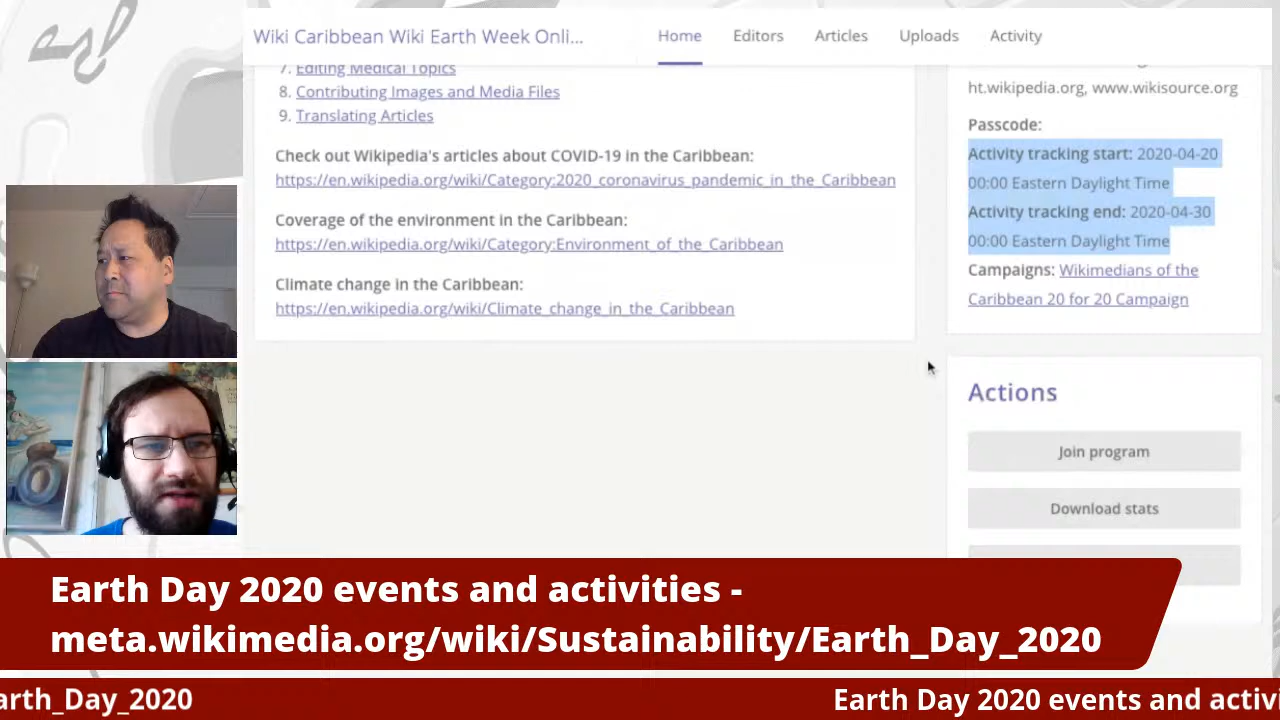 Wiki Caribbean Wiki Earth Week Onli...
Home Editors Articles Uploads Activity
7. Editing Medical Topics
8. Contributing Images and Media Files
9. Translating Articles
Check out Wikipedia's articles about COVID-19 in the Caribbean:
https://en.wikipedia.org/wiki/Category:2020_coronavirus_pandemic_in_the_Caribbean
Coverage of the environment in the Caribbean:
https://en.wikipedia.org/wiki/Category:Environment_of_the_Caribbean
Climate change in the Caribbean:
https://en.wikipedia.org/wiki/Climate_change_in_the_Caribbean
ht.wikipedia.org, www.wikisource.org
Passcode:
Activity tracking start: 2020-04-20
00:00 Eastern Daylight Time
Activity tracking end: 2020-04-30
00:00 Eastern Daylight Time
Campaigns: Wikimedians of the
Caribbean 20 for 20 Campaign
Actions
Join program
Download stats
Earth Day 2020 events and activities -
meta.wikimedia.org/wiki/Sustainability/Earth_Day_2020
arth_Day_2020 Earth Day 2020 events and activi